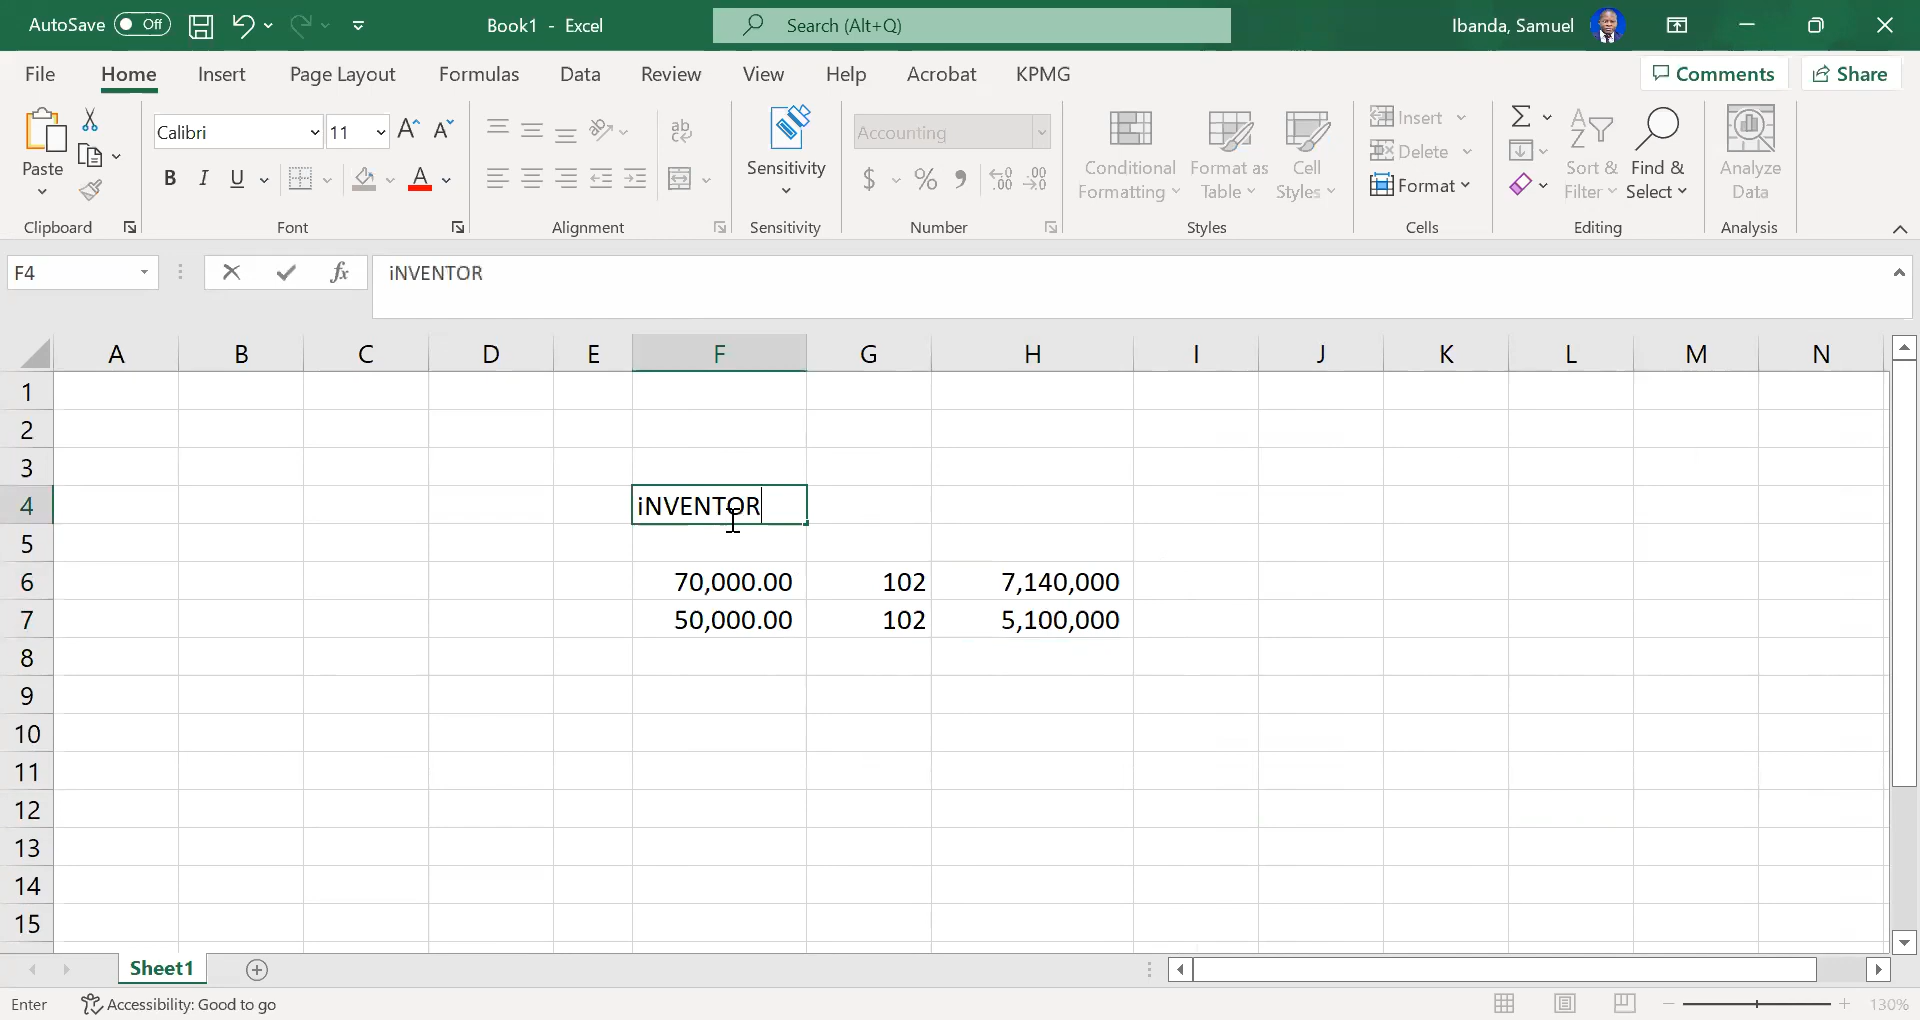 AutoSave Off Book1 - Excel Search (Alt+Q) Ibanda, Samuel
File Home Insert Page Layout Formulas Data Review View Help Acrobat KPMG Comments Share
Paste
Clipboard
Calibri 11
B I U A
Font
ab
Alignment
Sensitivity
Sensitivity
Accounting
$ % , .00 .00
Number
Conditional Formatting
Format as Table
Cell Styles
Styles
Insert
Delete
Format
Cells
Sort & Filter
Find & Select
Editing
Analyze Data
Analysis
F4 fx iNVENTOR
A B C D E F G H I J K L M N
1
2
3
4 iNVENTOR
5
6 70,000.00 102 7,140,000
7 50,000.00 102 5,100,000
8
9
10
11
12
13
14
15
Sheet1
Enter Accessibility: Good to go 130%